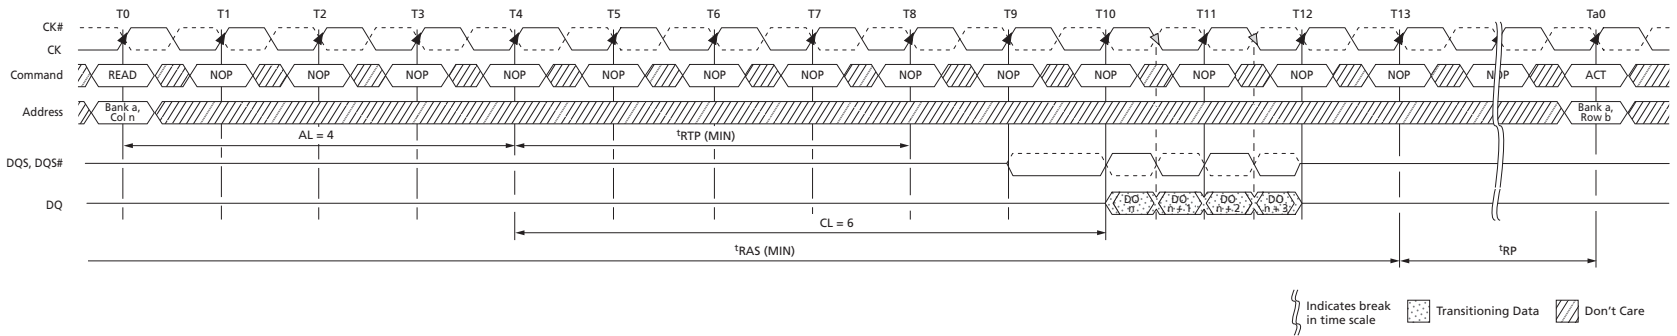 T0 T1 T2 T3 T4 T5 T6 T7 T8 T9 T10 T11 T12 T13 Ta0
CK#
CK
Command READ NOP NOP NOP NOP NOP NOP NOP NOP NOP NOP NOP NOP NOP NOP ACT
Address Bank a, Col n Bank a, Row b
AL = 4 tRTP (MIN)
DQS, DQS#
DQ DO n DO n + 1 DO n + 2 DO n + 3
CL = 6
tRAS (MIN) tRP
Indicates break in time scale Transitioning Data Don't Care